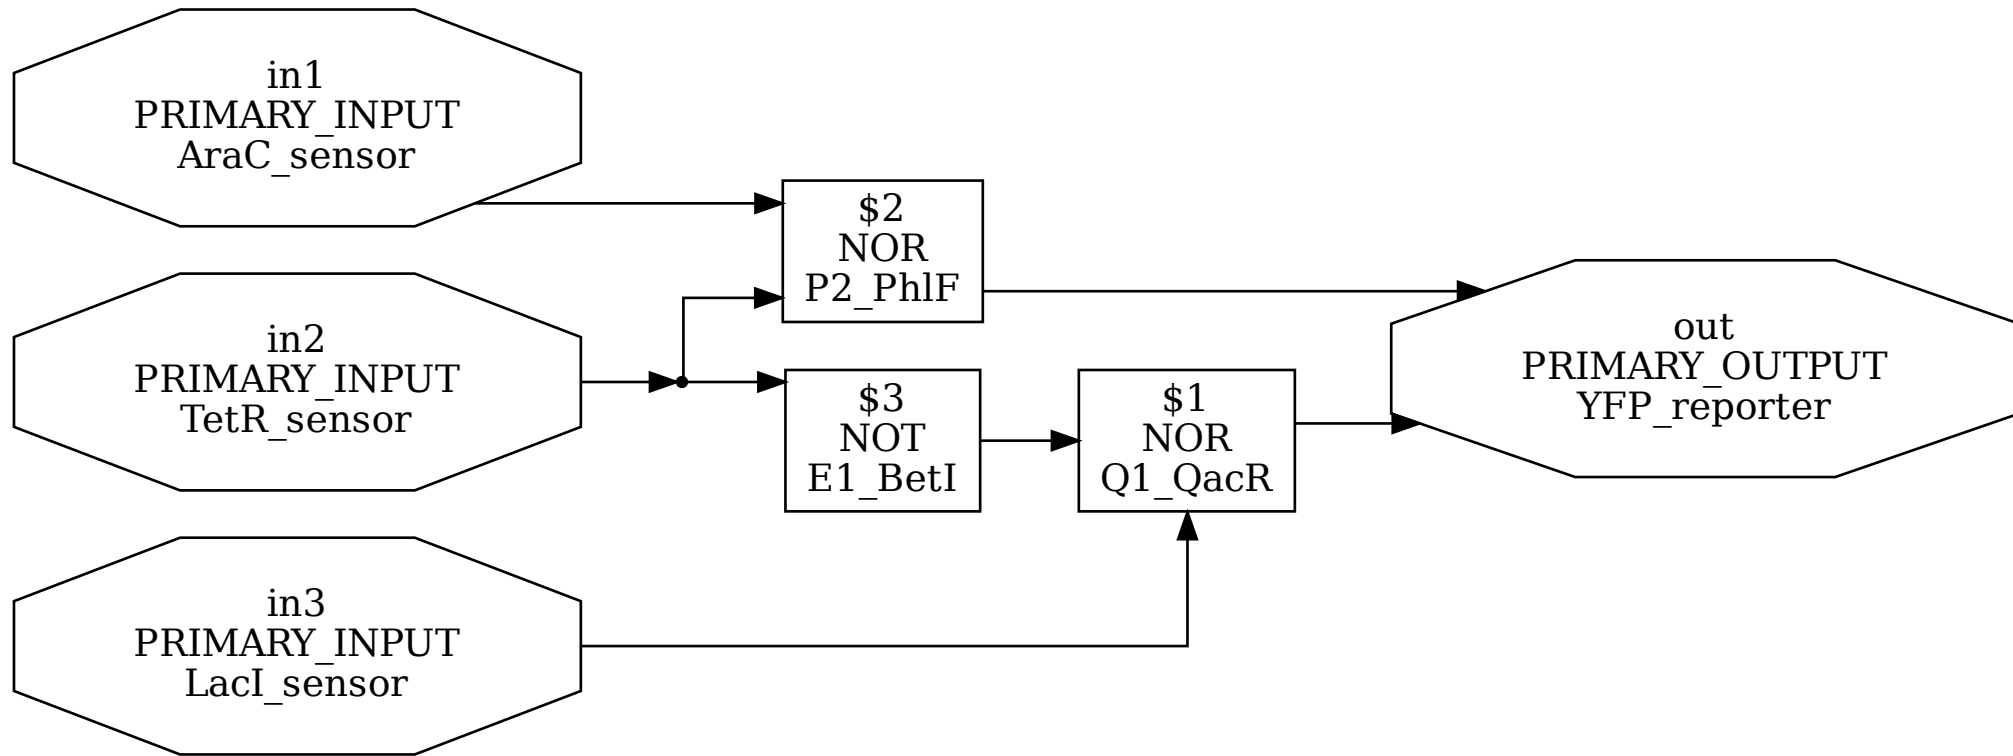 in1
PRIMARY_INPUT
AraC_sensor
in2
PRIMARY_INPUT
TetR_sensor
in3
PRIMARY_INPUT
LacI_sensor
$2
NOR
P2_PhlF
$3
NOT
E1_BetI
$1
NOR
Q1_QacR
out
PRIMARY_OUTPUT
YFP_reporter